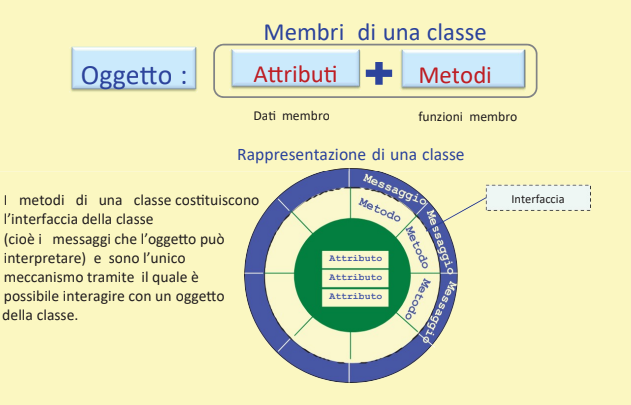 Membri di una classe
Oggetto : Attributi + Metodi
Dati membro funzioni membro
Rappresentazione di una classe
I metodi di una classe costituiscono
l'interfaccia della classe
(cioè i messaggi che l'oggetto può
interpretare) e sono l'unico
meccanismo tramite il quale è
possibile interagire con un oggetto
della classe.
Messaggio
Messaggio
Messaggio
Metodo
Metodo
Metodo
Attributo
Attributo
Attributo
Interfaccia